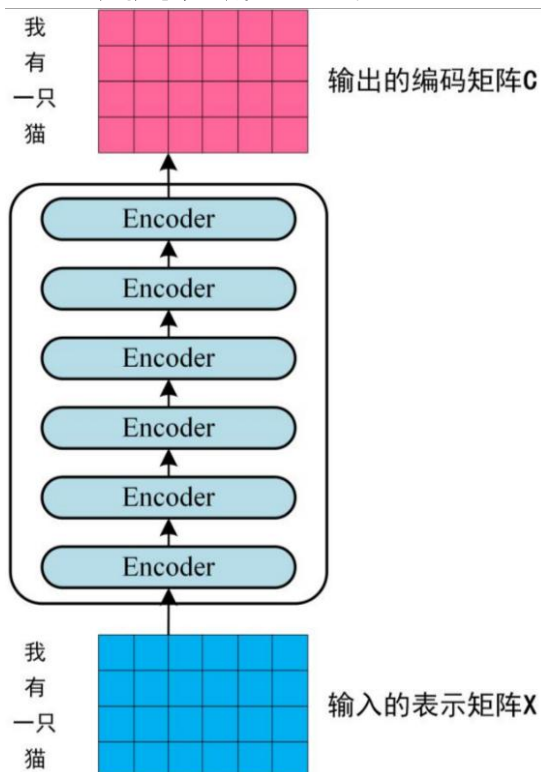 我
有
一只
猫
输出的编码矩阵C
Encoder
Encoder
Encoder
Encoder
Encoder
Encoder
我
有
一只
猫
输入的表示矩阵X